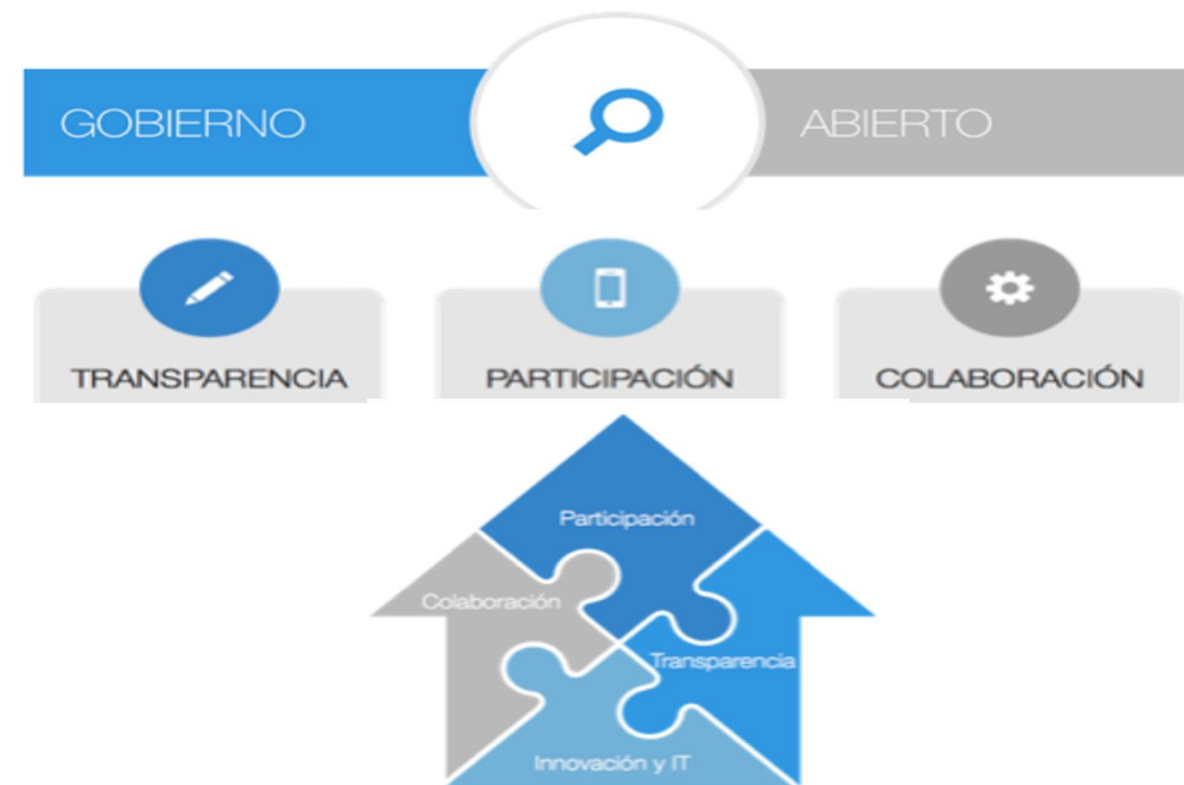 GOBIERNO
ABIERTO
TRANSPARENCIA
PARTICIPACIÓN
COLABORACIÓN
Participación
Colaboración
Transparencia
Innovación y IT